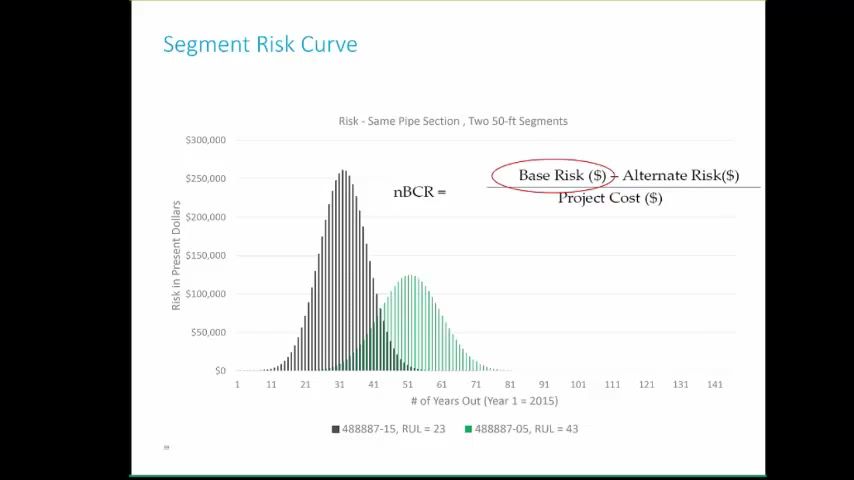 Segment Risk Curve
Risk - Same Pipe Section , Two 50-ft Segments
$300,000
$250,000
$200,000
$150,000
$100,000
$50,000
$0
Risk in Present Dollars
nBCR =
Base Risk ($) – Alternate Risk($)
Project Cost ($)
1 11 21 31 41 51 61 71 81 91 101 111 121 131 141
# of Years Out (Year 1 = 2015)
488887-15, RUL = 23 488887-05, RUL = 43